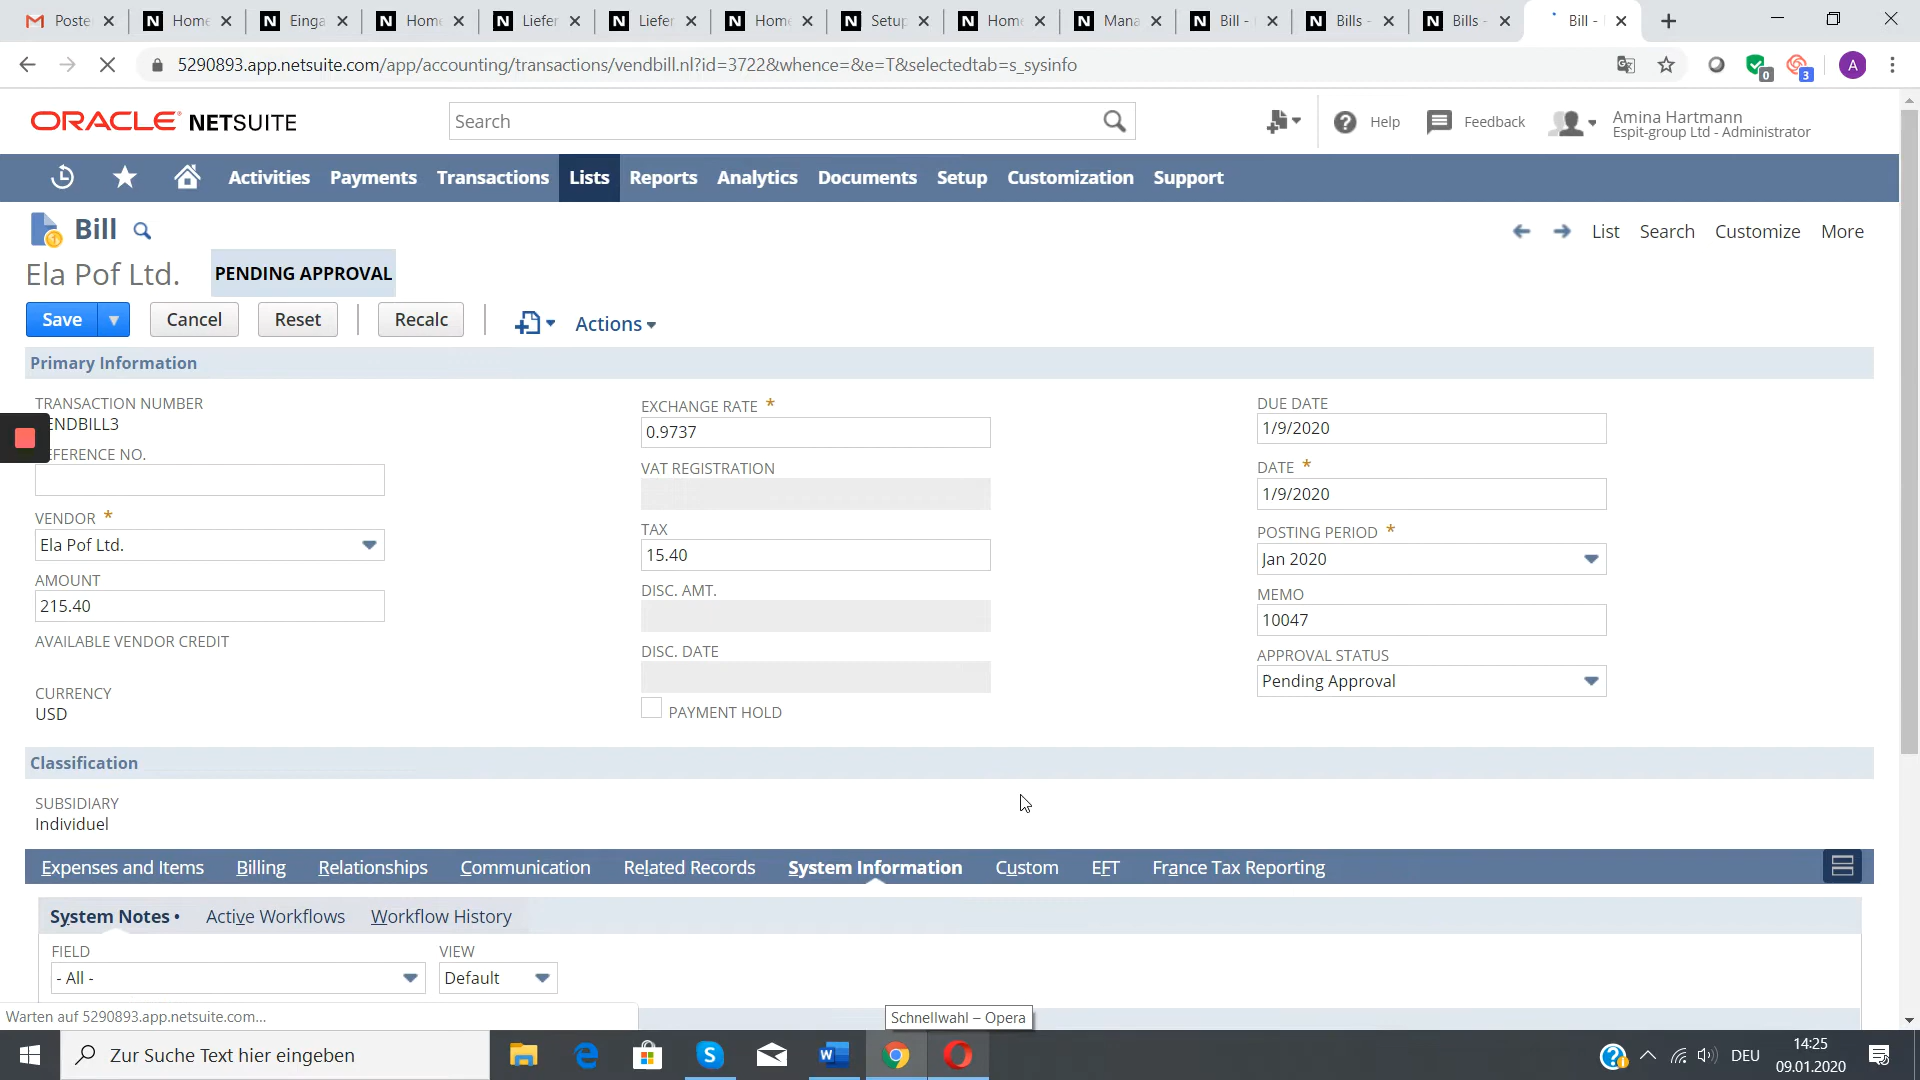 Poste
Home
Einga
Home
Liefer
Liefer
Home
Setup
Home
Mana
Bill -
Bills -
Bills -
Bill -
5290893.app.netsuite.com/app/accounting/transactions/vendbill.nl?id=3722&whence=&e=T&selectedtab=s_sysinfo
0
3
A
ORACLE NETSUITE
Search
Help
Feedback
Amina Hartmann
Espit-group Ltd - Administrator
Activities Payments Transactions Lists Reports Analytics Documents Setup Customization Support
Bill
List Search Customize More
Ela Pof Ltd. PENDING APPROVAL
Save Cancel Reset Recalc Actions
Primary Information
TRANSACTION NUMBER
ENDBILL3
EFERENCE NO.
VENDOR *
Ela Pof Ltd.
AMOUNT
215.40
AVAILABLE VENDOR CREDIT
CURRENCY
USD
EXCHANGE RATE *
0.9737
VAT REGISTRATION
TAX
15.40
DISC. AMT.
DISC. DATE
PAYMENT HOLD
DUE DATE
1/9/2020
DATE *
1/9/2020
POSTING PERIOD *
Jan 2020
MEMO
10047
APPROVAL STATUS
Pending Approval
Classification
SUBSIDIARY
Individuel
Expenses and Items Billing Relationships Communication Related Records System Information Custom EFT France Tax Reporting
System Notes • Active Workflows Workflow History
FIELD
- All -
VIEW
Default
Warten auf 5290893.app.netsuite.com...
Schnellwahl – Opera
Zur Suche Text hier eingeben
DEU
14:25
09.01.2020